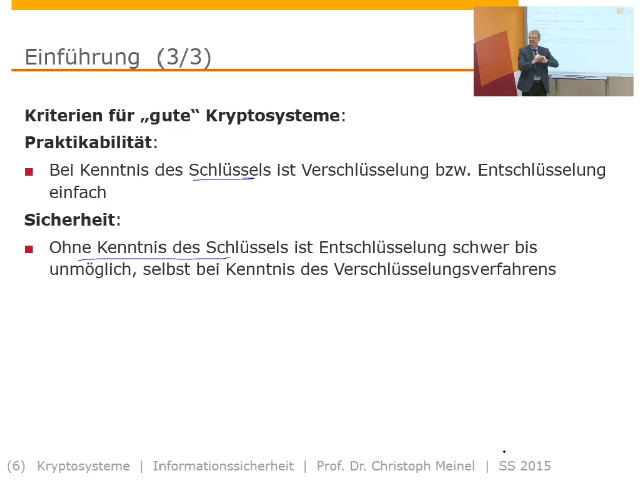 Einführung (3/3)
Kriterien für „gute“ Kryptosysteme:
Praktikabilität:
Bei Kenntnis des Schlüssels ist Verschlüsselung bzw. Entschlüsselung
einfach
Sicherheit:
Ohne Kenntnis des Schlüssels ist Entschlüsselung schwer bis
unmöglich, selbst bei Kenntnis des Verschlüsselungsverfahrens
(6) Kryptosysteme | Informationssicherheit | Prof. Dr. Christoph Meinel | SS 2015